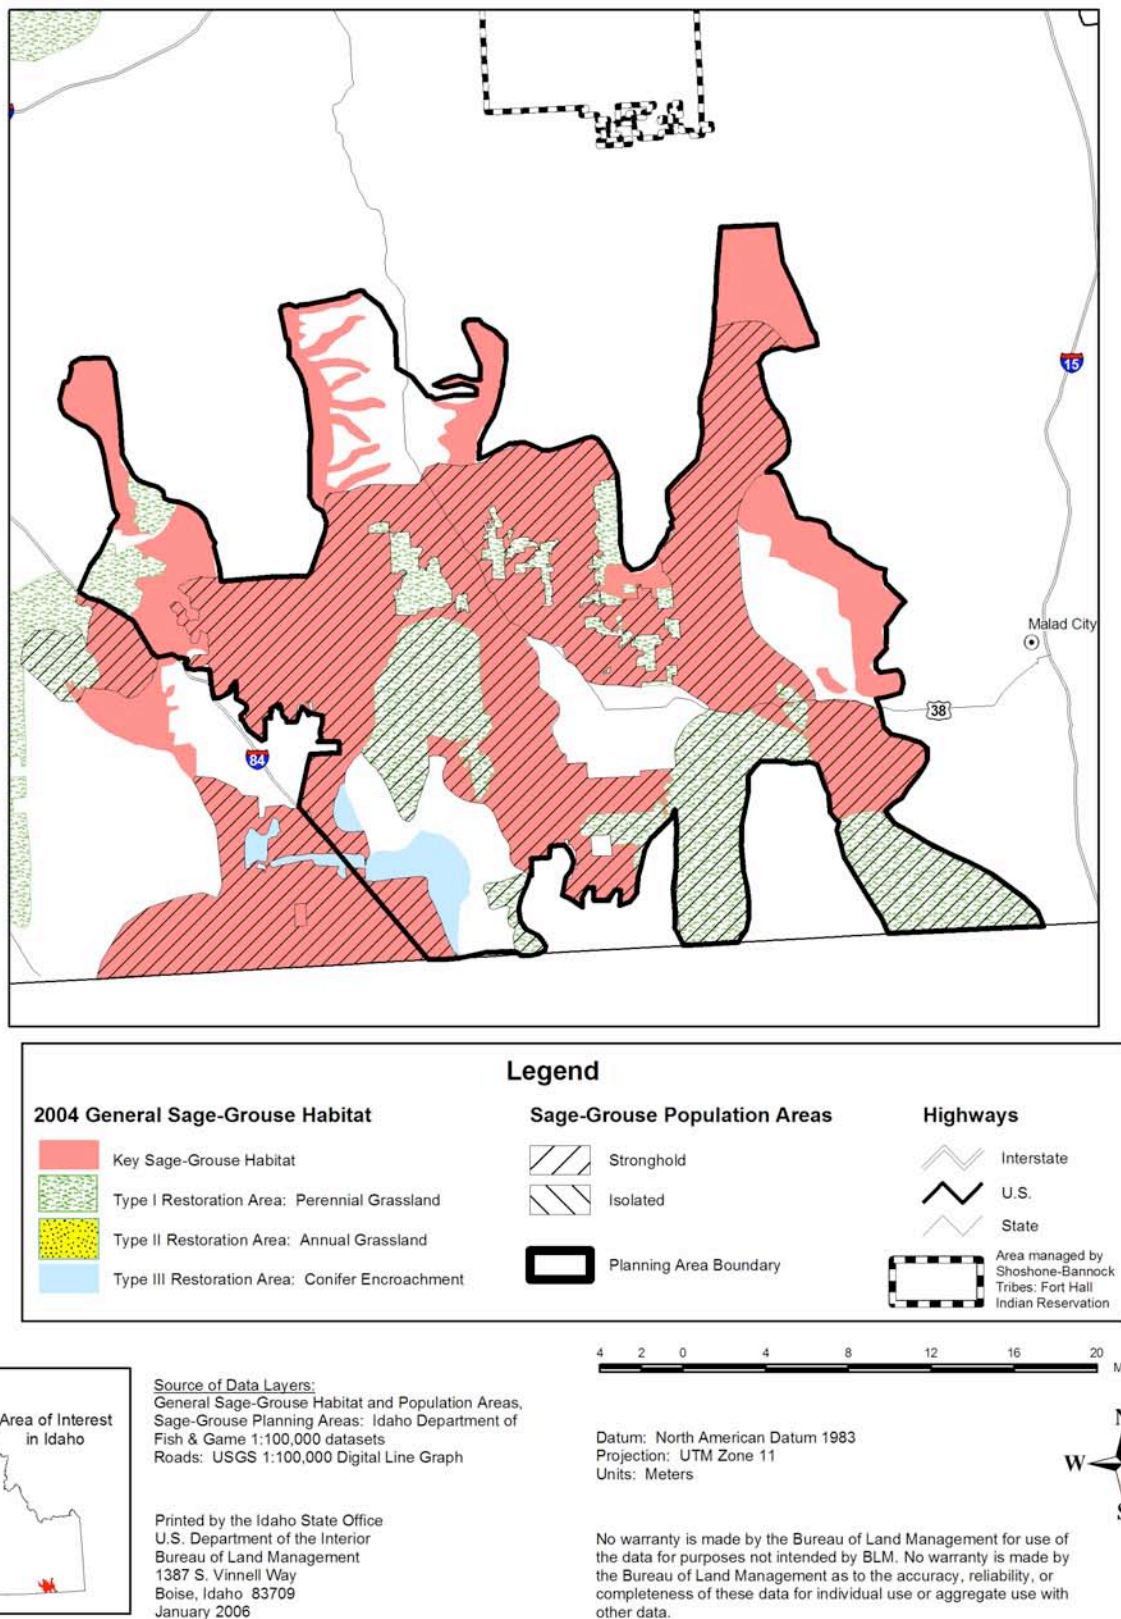 15
Malad City
38
84
Legend
2004 General Sage-Grouse Habitat
Key Sage-Grouse Habitat
Type I Restoration Area: Perennial Grassland
Type II Restoration Area: Annual Grassland
Type III Restoration Area: Conifer Encroachment
Sage-Grouse Population Areas
Stronghold
Isolated
Planning Area Boundary
Highways
Interstate
U.S.
State
Area managed by
Shoshone-Bannock
Tribes: Fort Hall
Indian Reservation
Area of Interest
in Idaho
Source of Data Layers:
General Sage-Grouse Habitat and Population Areas,
Sage-Grouse Planning Areas: Idaho Department of
Fish & Game 1:100,000 datasets
Roads: USGS 1:100,000 Digital Line Graph
Printed by the Idaho State Office
U.S. Department of the Interior
Bureau of Land Management
1387 S. Vinnell Way
Boise, Idaho 83709
January 2006
4 2 0 4 8 12 16 20
Datum: North American Datum 1983
Projection: UTM Zone 11
Units: Meters
W
No warranty is made by the Bureau of Land Management for use of
the data for purposes not intended by BLM. No warranty is made by
the Bureau of Land Management as to the accuracy, reliability, or
completeness of these data for individual use or aggregate use with
other data.